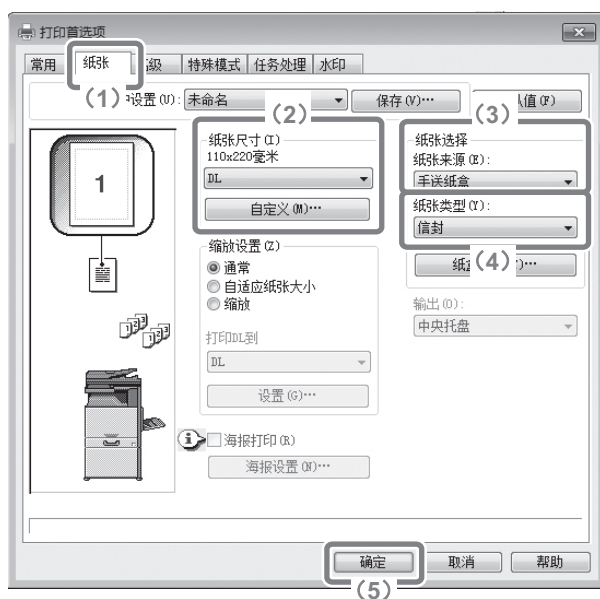 打印首选项
常用 纸张 级 特殊模式 任务处理 水印
(1) 设置(U): 未命名 保存(V)… 值(F)
(2)
纸张尺寸(I)
110x220毫米
DL
自定义(M)…
(3)
纸张选择
纸张来源(E):
手送纸盒
纸张类型(Y):
信封
(4)
1
缩放设置(Z)
通常
自适应纸张大小
缩放
打印DL到
DL
设置(G)…
输出(O):
中央托盘
123
123
海报打印(R)
海报设置(N)…
确定 取消 帮助
(5)